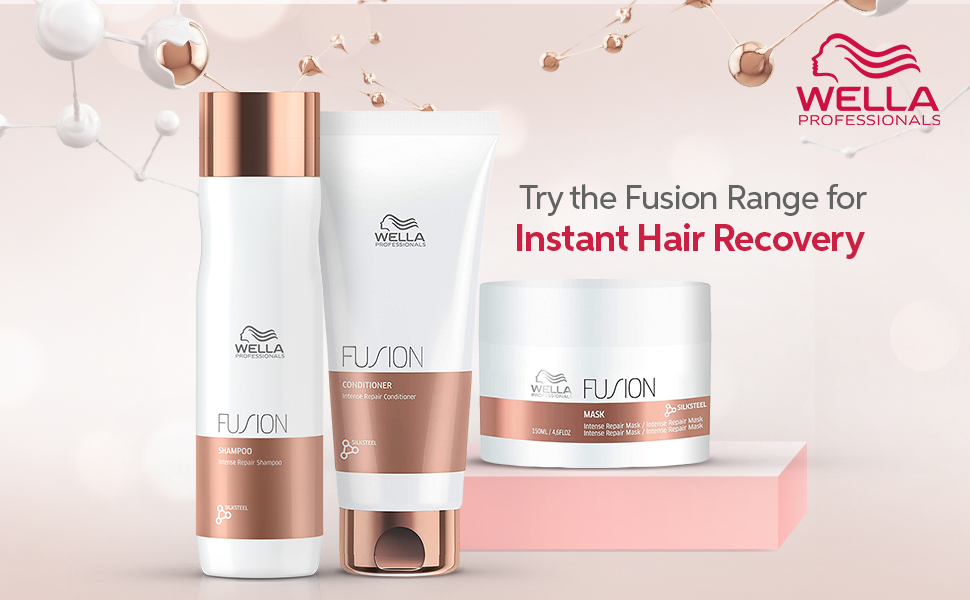 WELLA
PROFESSIONALS
Try the Fusion Range for
Instant Hair Recovery
WELLA
PROFESSIONALS
FUSION
SHAMPOO
Intense Repair Shampoo
SILKSTEEL
WELLA
PROFESSIONALS
FUSION
CONDITIONER
Intense Repair Conditioner
SILKSTEEL
WELLA
PROFESSIONALS
FUSION
MASK
SILKSTEEL
Intense Repair Mask / Intense Repair Mask
150ML / 4,6FLOZ
Intense Repair Mask / Intense Repair Mask